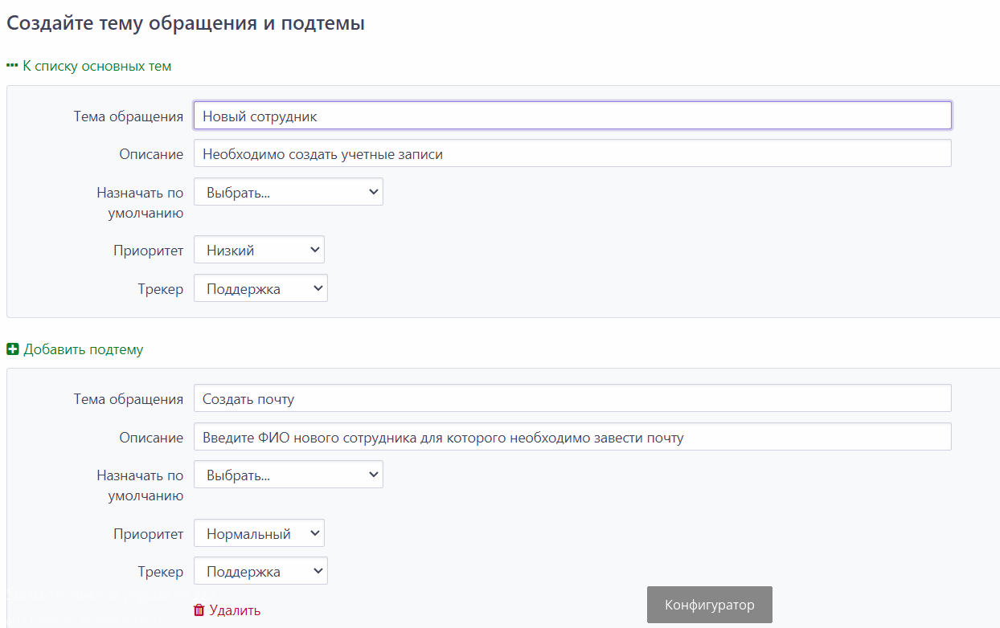 Создайте тему обращения и подтемы
К списку основных тем
Тема обращения Новый сотрудник
Описание Необходимо создать учетные записи
Назначать по умолчанию Выбрать...
Приоритет Низкий
Трекер Поддержка
Добавить подтему
Тема обращения Создать почту
Описание Введите ФИО нового сотрудника для которого необходимо завести почту
Назначать по умолчанию Выбрать...
Приоритет Нормальный
Трекер Поддержка
Удалить
Конфигуратор